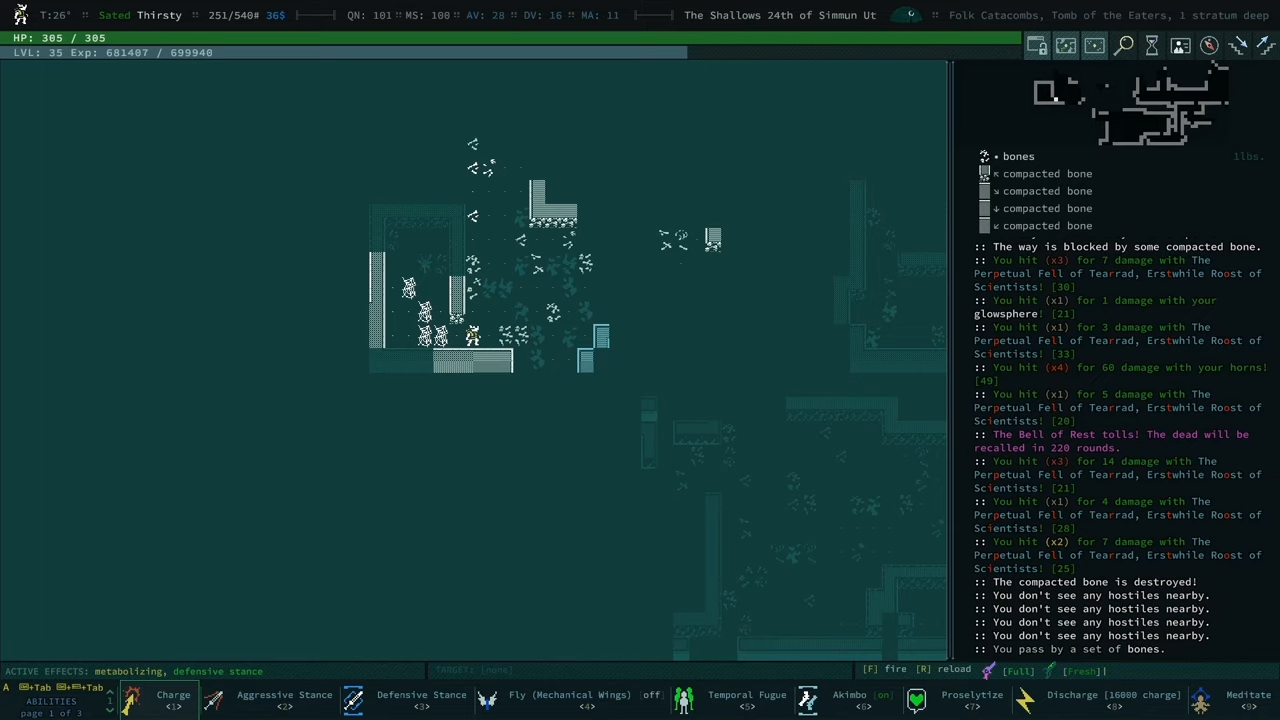 T:26° Sated Thirsty 251/540# 36$ QN: 101 MS: 100 AV: 28 DV: 16 MA: 11 The Shallows 24th of Simmun Ut Folk Catacombs, Tomb of the Eaters, 1 stratum deep
HP: 305 / 305
LVL: 35 Exp: 681407 / 699940
bones 1lbs.
compacted bone
compacted bone
compacted bone
compacted bone
:: The way is blocked by some compacted bone.
:: You hit (x3) for 7 damage with The
Perpetual Fell of Tearrad, Erstwhile Roost of
Scientists! [30]
:: You hit (x1) for 1 damage with your
glowsphere! [21]
:: You hit (x1) for 3 damage with The
Perpetual Fell of Tearrad, Erstwhile Roost of
Scientists! [33]
:: You hit (x4) for 60 damage with your horns!
[49]
:: You hit (x1) for 5 damage with The
Perpetual Fell of Tearrad, Erstwhile Roost of
Scientists! [20]
:: The Bell of Rest tolls! The dead will be
recalled in 220 rounds.
:: You hit (x3) for 14 damage with The
Perpetual Fell of Tearrad, Erstwhile Roost of
Scientists! [21]
:: You hit (x1) for 4 damage with The
Perpetual Fell of Tearrad, Erstwhile Roost of
Scientists! [28]
:: You hit (x2) for 7 damage with The
Perpetual Fell of Tearrad, Erstwhile Roost of
Scientists! [25]
:: The compacted bone is destroyed!
:: You don't see any hostiles nearby.
:: You don't see any hostiles nearby.
:: You don't see any hostiles nearby.
:: You don't see any hostiles nearby.
:: You pass by a set of bones.
ACTIVE EFFECTS: metabolizing, defensive stance TARGET: [none] [F] fire [R] reload [Full] [Fresh]
A +Tab +Tab
ABILITIES 1
page 1 of 3
Charge <1>
Aggressive Stance <2>
Defensive Stance <3>
Fly (Mechanical Wings) [off] <4>
Temporal Fugue <5>
Akimbo [on] <6>
Proselytize <7>
Discharge [16000 charge] <8>
Meditate <9>